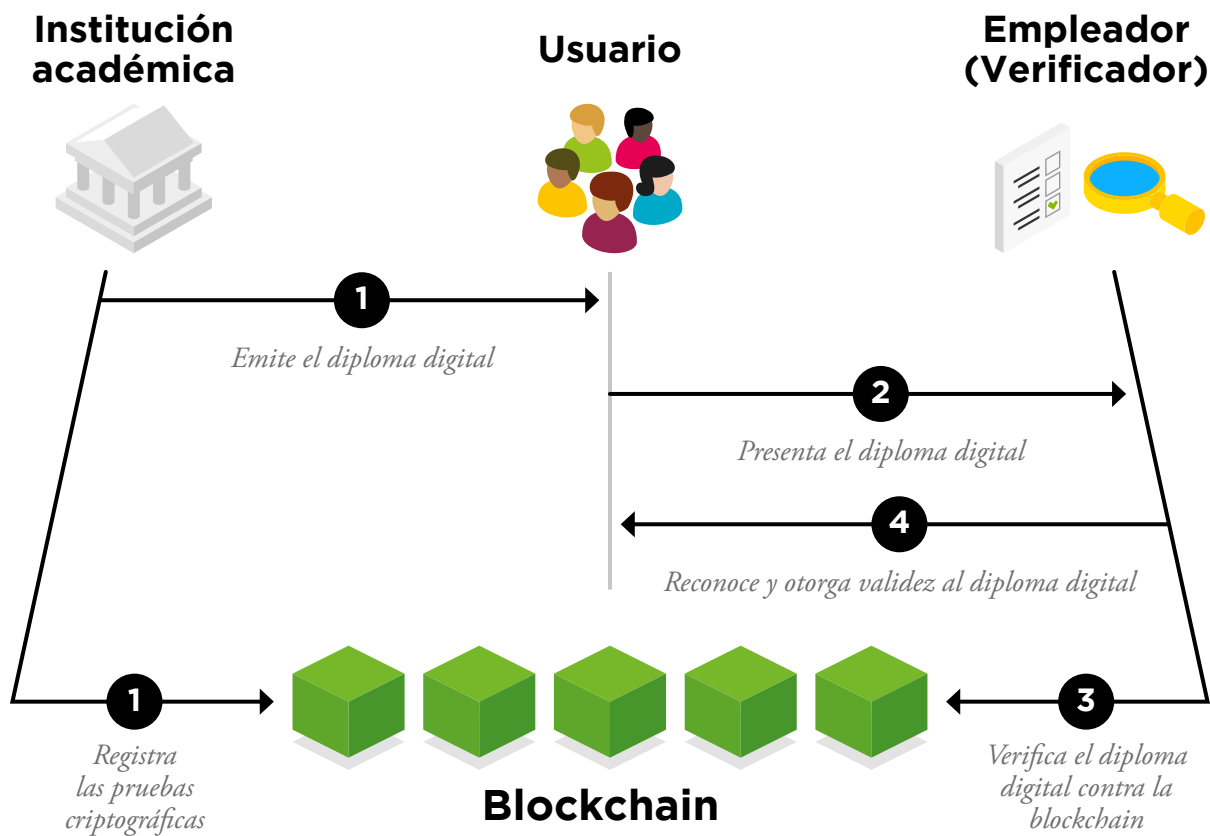 Institución
académica
Usuario
Empleador
(Verificador)
1
Emite el diploma digital
2
Presenta el diploma digital
4
Reconoce y otorga validez al diploma digital
1
Registra
las pruebas
criptográficas
3
Verifica el diploma
digital contra la
blockchain
Blockchain